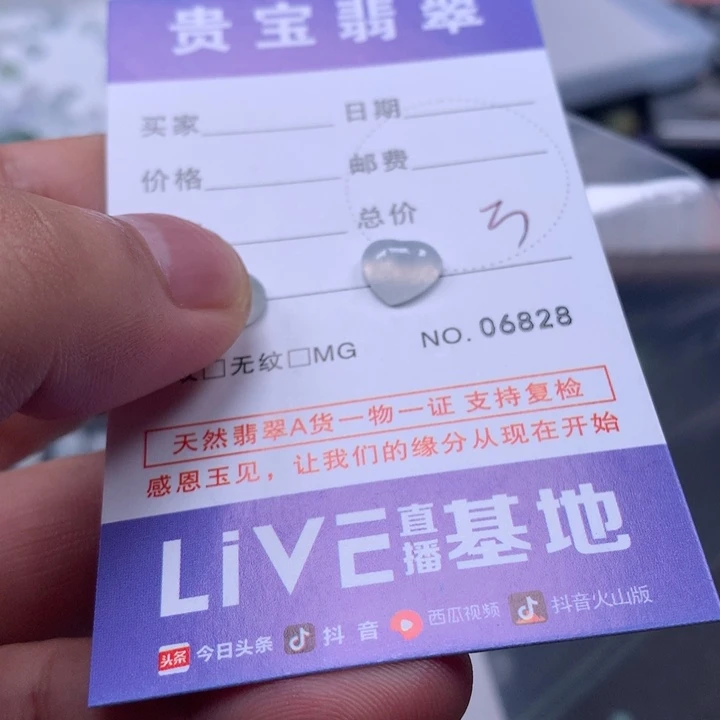 贵宝翡翠
买家 日期
价格 邮费
总价 3
NO. 06828
无纹□MG
天然翡翠A货一物一证 支持复检
感恩玉见，让我们的缘分从现在开始
LiVE直播基地
头条 今日头条 抖音 西瓜视频 抖音火山版